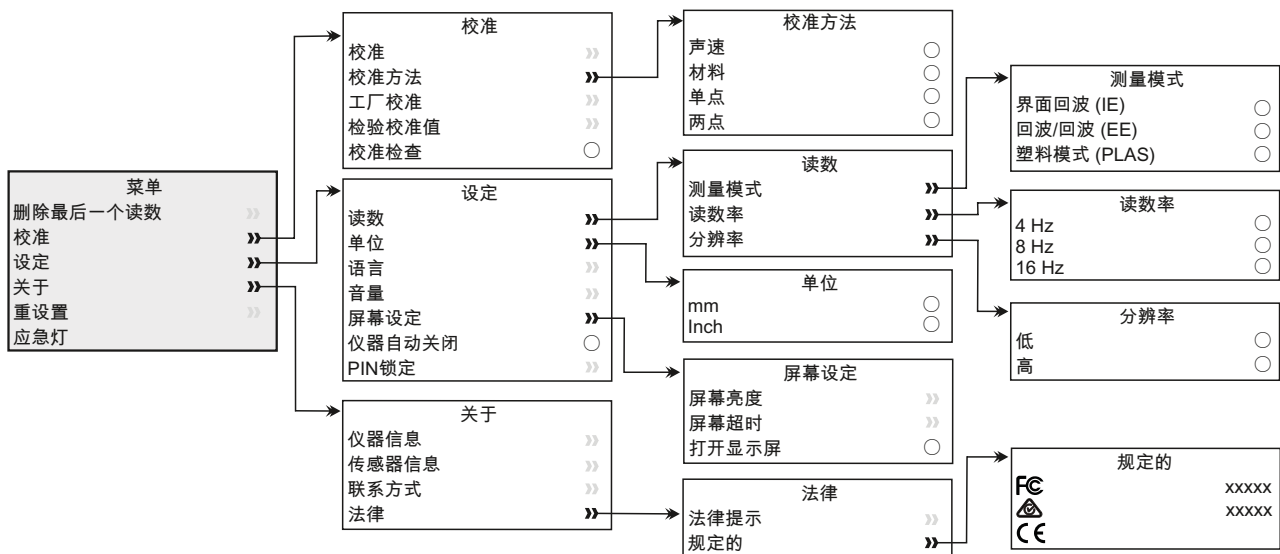 菜单
删除最后一个读数
校准
设定
关于
重设置
应急灯
校准
校准
校准方法
工厂校准
检验校准值
校准检查
设定
读数
单位
语言
音量
屏幕设定
仪器自动关闭
PIN锁定
关于
仪器信息
传感器信息
联系方式
法律
校准方法
声速
材料
单点
两点
读数
测量模式
读数率
分辨率
单位
mm
Inch
屏幕设定
屏幕亮度
屏幕超时
打开显示屏
法律
法律提示
规定的
测量模式
界面回波 (IE)
回波/回波 (EE)
塑料模式 (PLAS)
读数率
4 Hz
8 Hz
16 Hz
分辨率
低
高
规定的
FC xxxxx
xxxxx
CE